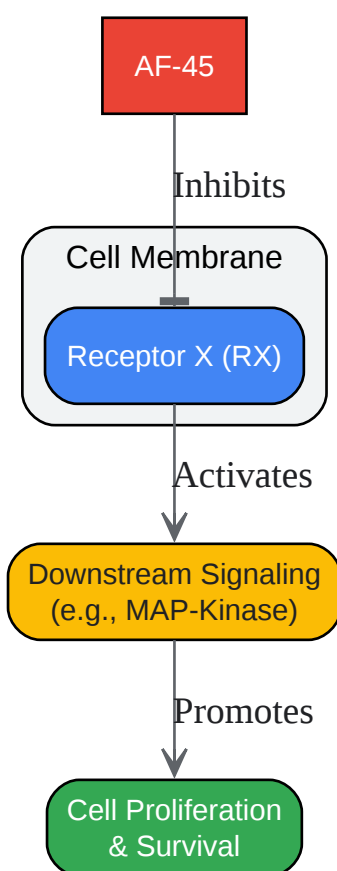 AF-45
Inhibits
Cell Membrane
Receptor X (RX)
Activates
Downstream Signaling
(e.g., MAP-Kinase)
Promotes
Cell Proliferation
& Survival